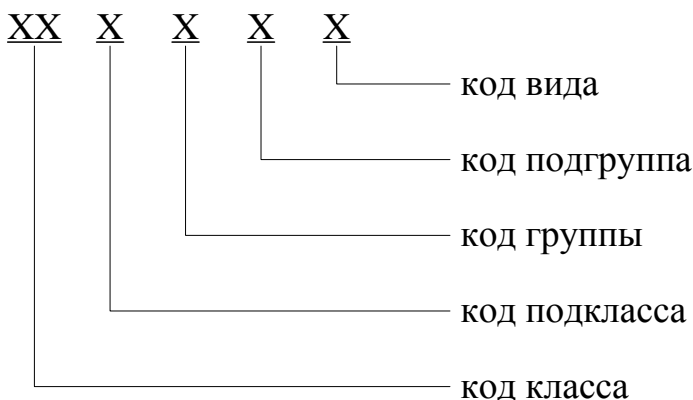 XX X X X X
код вида
код подгруппа
код группы
код подкласса
код класса